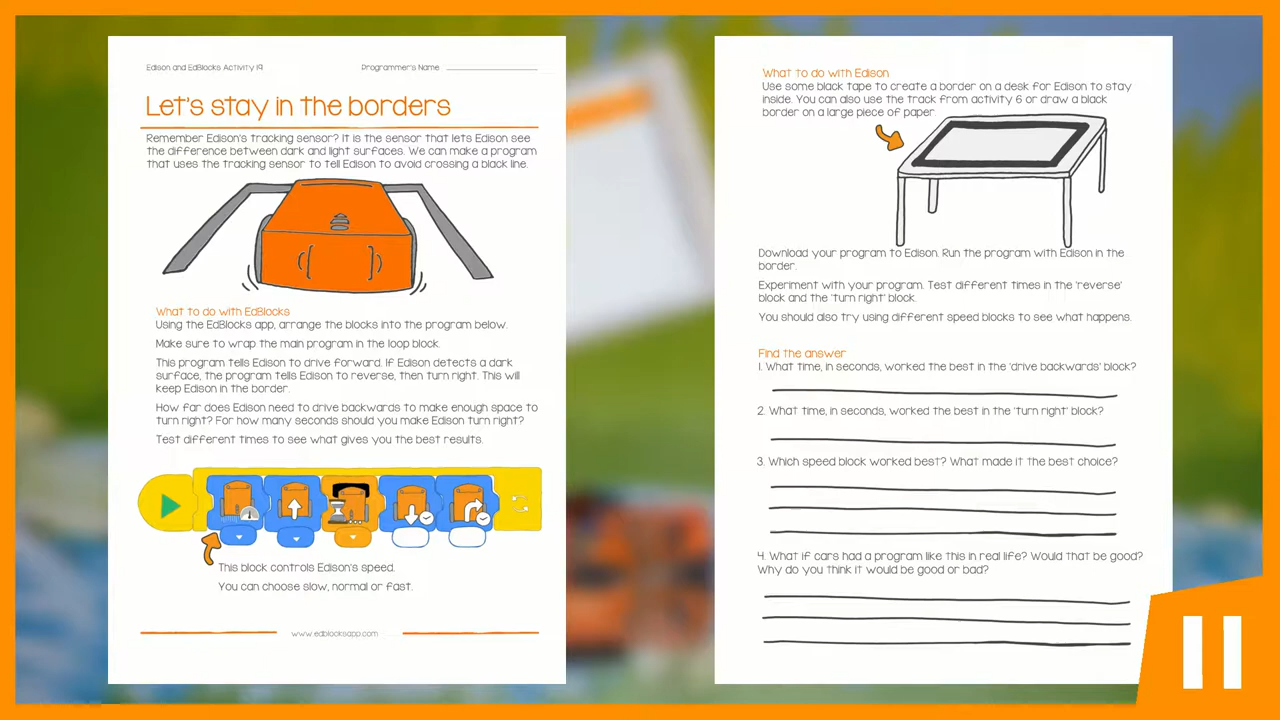 Edison and EdBlocks Activity 19
Programmer's Name
Let's stay in the borders
Remember Edison's tracking sensor? It is the sensor that lets Edison see
the difference between dark and light surfaces. We can make a program
that uses the tracking sensor to tell Edison to avoid crossing a black line.
What to do with EdBlocks
Using the EdBlocks app, arrange the blocks into the program below.
Make sure to wrap the main program in the loop block.
This program tells Edison to drive forward. If Edison detects a dark
surface, the program tells Edison to reverse, then turn right. This will
keep Edison in the border.
How far does Edison need to drive backwards to make enough space to
turn right? For how many seconds should you make Edison turn right?
Test different times to see what gives you the best results.
This block controls Edison's speed.
You can choose slow, normal or fast.
www.edblocksapp.com
What to do with Edison
Use some black tape to create a border on a desk for Edison to stay
inside. You can also use the track from activity 6 or draw a black
border on a large piece of paper.
Download your program to Edison. Run the program with Edison in the
border.
Experiment with your program. Test different times in the 'reverse'
block and the 'turn right' block.
You should also try using different speed blocks to see what happens.
Find the answer
1. What time, in seconds, worked the best in the 'drive backwards' block?
2. What time, in seconds, worked the best in the 'turn right' block?
3. Which speed block worked best? What made it the best choice?
4. What if cars had a program like this in real life? Would that be good?
Why do you think it would be good or bad?